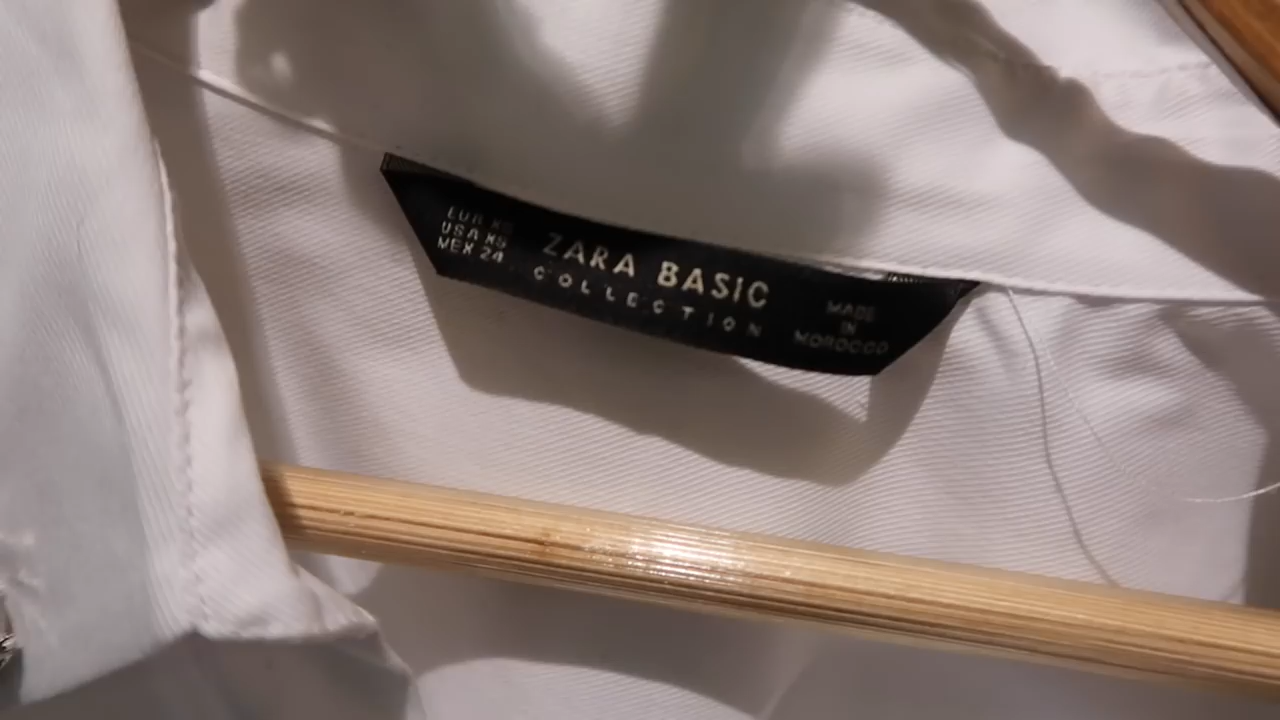 EUR XS
USA XS
MEX 24
ZARA BASIC
COLLECTION
MADE
IN
MOROCCO